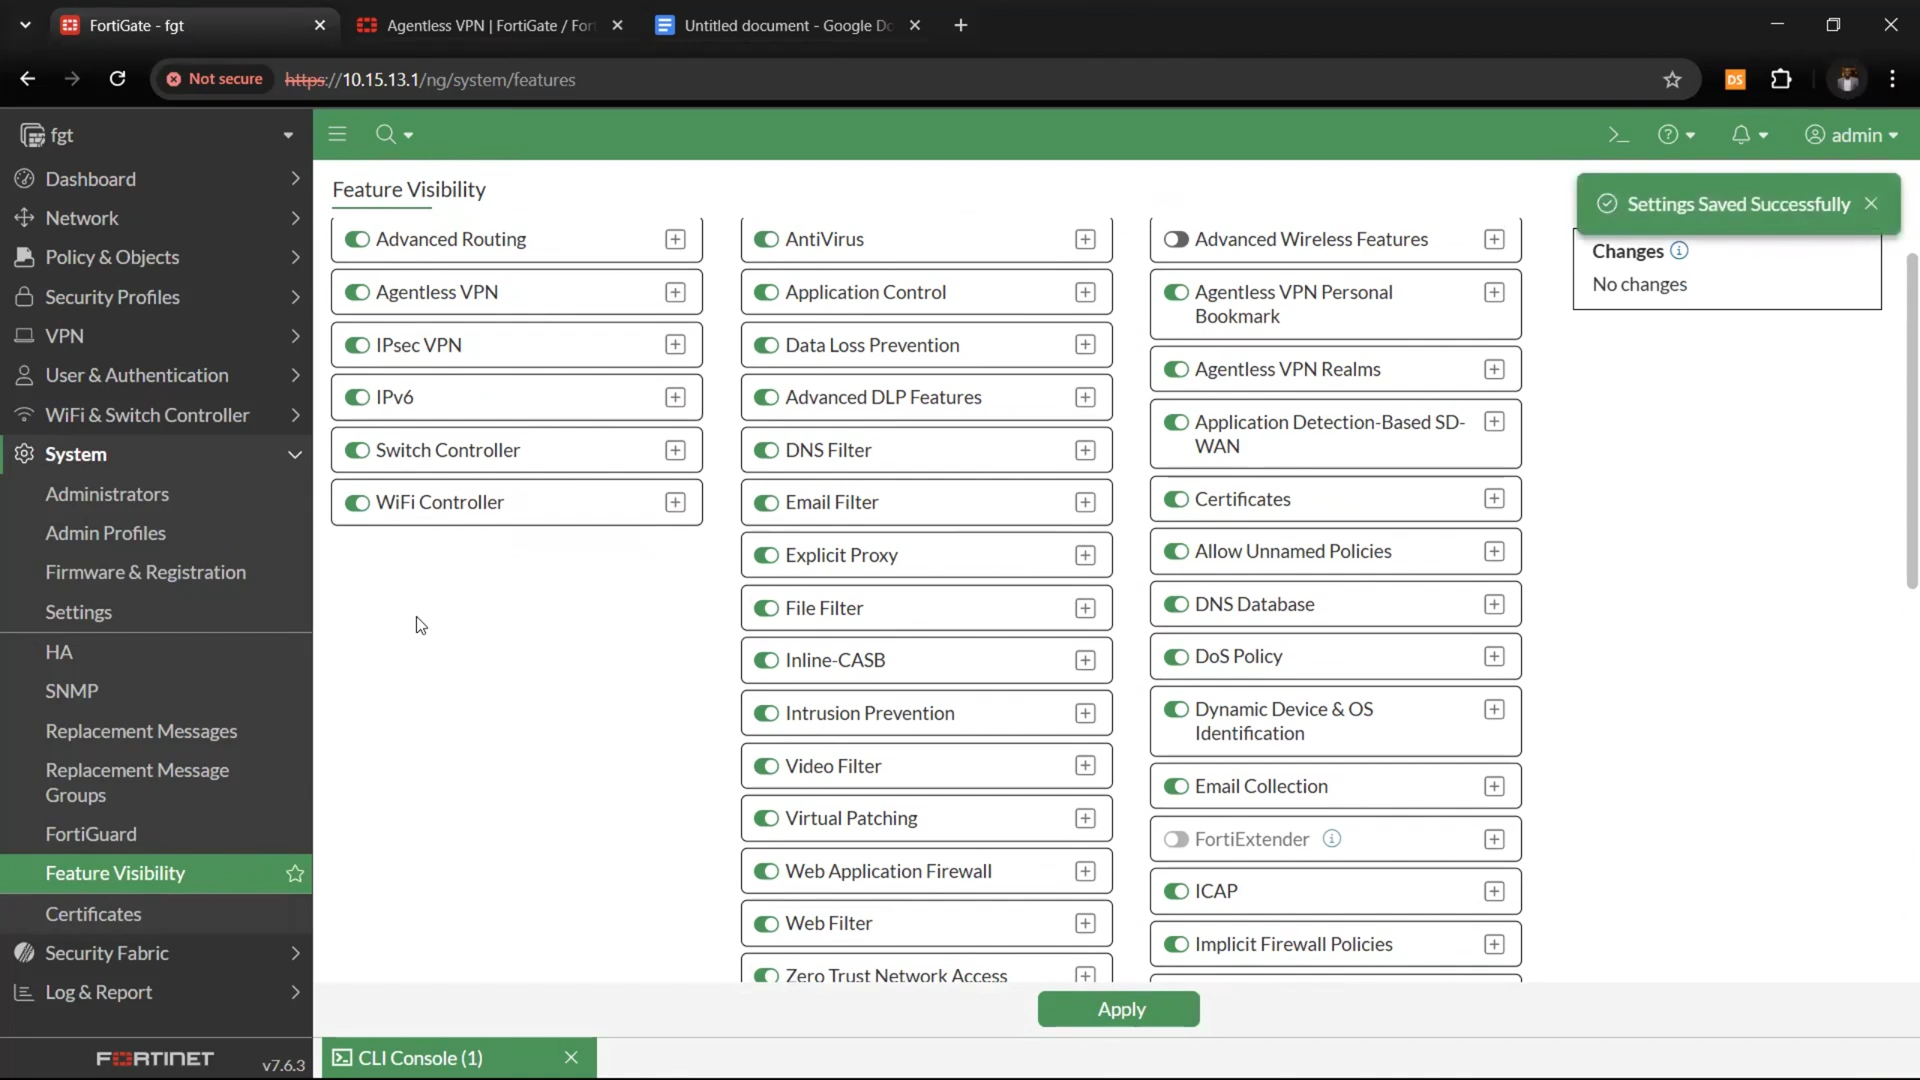 FortiGate - fgt
Agentless VPN | FortiGate / For
Untitled document - Google Do
Not secure
https://10.15.13.1/ng/system/features
DS
fgt
admin
Dashboard
Network
Policy & Objects
Security Profiles
VPN
User & Authentication
WiFi & Switch Controller
System
Administrators
Admin Profiles
Firmware & Registration
Settings
HA
SNMP
Replacement Messages
Replacement Message
Groups
FortiGuard
Feature Visibility
Certificates
Security Fabric
Log & Report
FORTINET
v7.6.3
Feature Visibility
Advanced Routing
Agentless VPN
IPsec VPN
IPv6
Switch Controller
WiFi Controller
AntiVirus
Application Control
Data Loss Prevention
Advanced DLP Features
DNS Filter
Email Filter
Explicit Proxy
File Filter
Inline-CASB
Intrusion Prevention
Video Filter
Virtual Patching
Web Application Firewall
Web Filter
Zero Trust Network Access
Advanced Wireless Features
Agentless VPN Personal
Bookmark
Agentless VPN Realms
Application Detection-Based SD-
WAN
Certificates
Allow Unnamed Policies
DNS Database
DoS Policy
Dynamic Device & OS
Identification
Email Collection
FortiExtender
ICAP
Implicit Firewall Policies
Settings Saved Successfully
Changes
No changes
Apply
CLI Console (1)